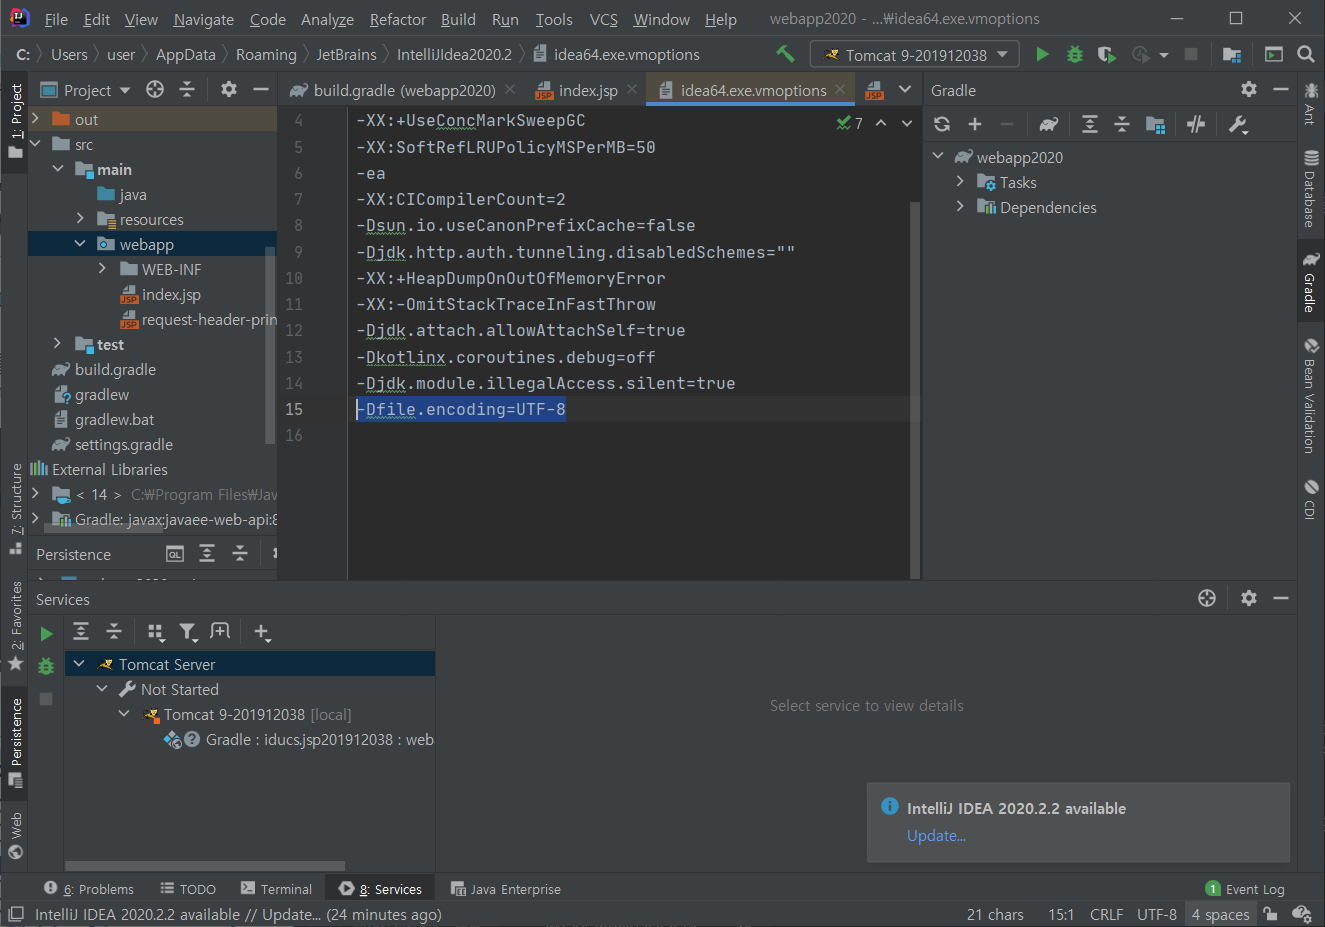 File Edit View Navigate Code Analyze Refactor Build Run Tools VCS Window Help webapp2020 - ...₩idea64.exe.vmoptions
C: Users user AppData Roaming JetBrains IntelliJIdea2020.2 idea64.exe.vmoptions Tomcat 9-201912038
1: Project
7: Structure
2: Favorites
Persistence
Web
Project
out
src
main
java
resources
webapp
WEB-INF
index.jsp
JSP
request-header-prin
JSP
test
build.gradle
gradlew
gradlew.bat
settings.gradle
External Libraries
< 14 > C:₩Program Files₩Jav
Gradle: javax:javaee-web-api:8
Persistence
QL
build.gradle (webapp2020) JSP index.jsp idea64.exe.vmoptions JSP
4 -XX:+UseConcMarkSweepGC
7
5 -XX:SoftRefLRUPolicyMSPerMB=50
6 -ea
7 -XX:CICompilerCount=2
8 -Dsun.io.useCanonPrefixCache=false
9 -Djdk.http.auth.tunneling.disabledSchemes=""
10 -XX:+HeapDumpOnOutOfMemoryError
11 -XX:-OmitStackTraceInFastThrow
12 -Djdk.attach.allowAttachSelf=true
13 -Dkotlinx.coroutines.debug=off
14 -Djdk.module.illegalAccess.silent=true
15 -Dfile.encoding=UTF-8
16
Gradle
webapp2020
Tasks
Dependencies
Ant
Database
Gradle
Bean Validation
CDI
Services
Tomcat Server
Not Started
Tomcat 9-201912038 [local]
Gradle : iducs.jsp201912038 : web
Select service to view details
IntelliJ IDEA 2020.2.2 available
Update...
6: Problems TODO Terminal 8: Services Java Enterprise 1 Event Log
IntelliJ IDEA 2020.2.2 available // Update... (24 minutes ago) 21 chars 15:1 CRLF UTF-8 4 spaces